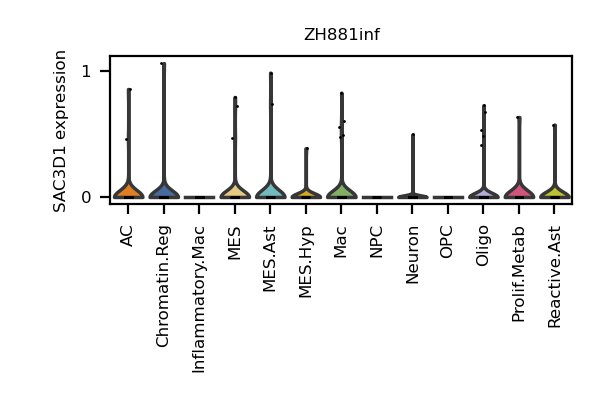 ZH881inf
SAC3D1 expression
1
0
AC
Chromatin.Reg
Inflammatory.Mac
MES
MES.Ast
MES.Hyp
Mac
NPC
Neuron
OPC
Oligo
Prolif.Metab
Reactive.Ast